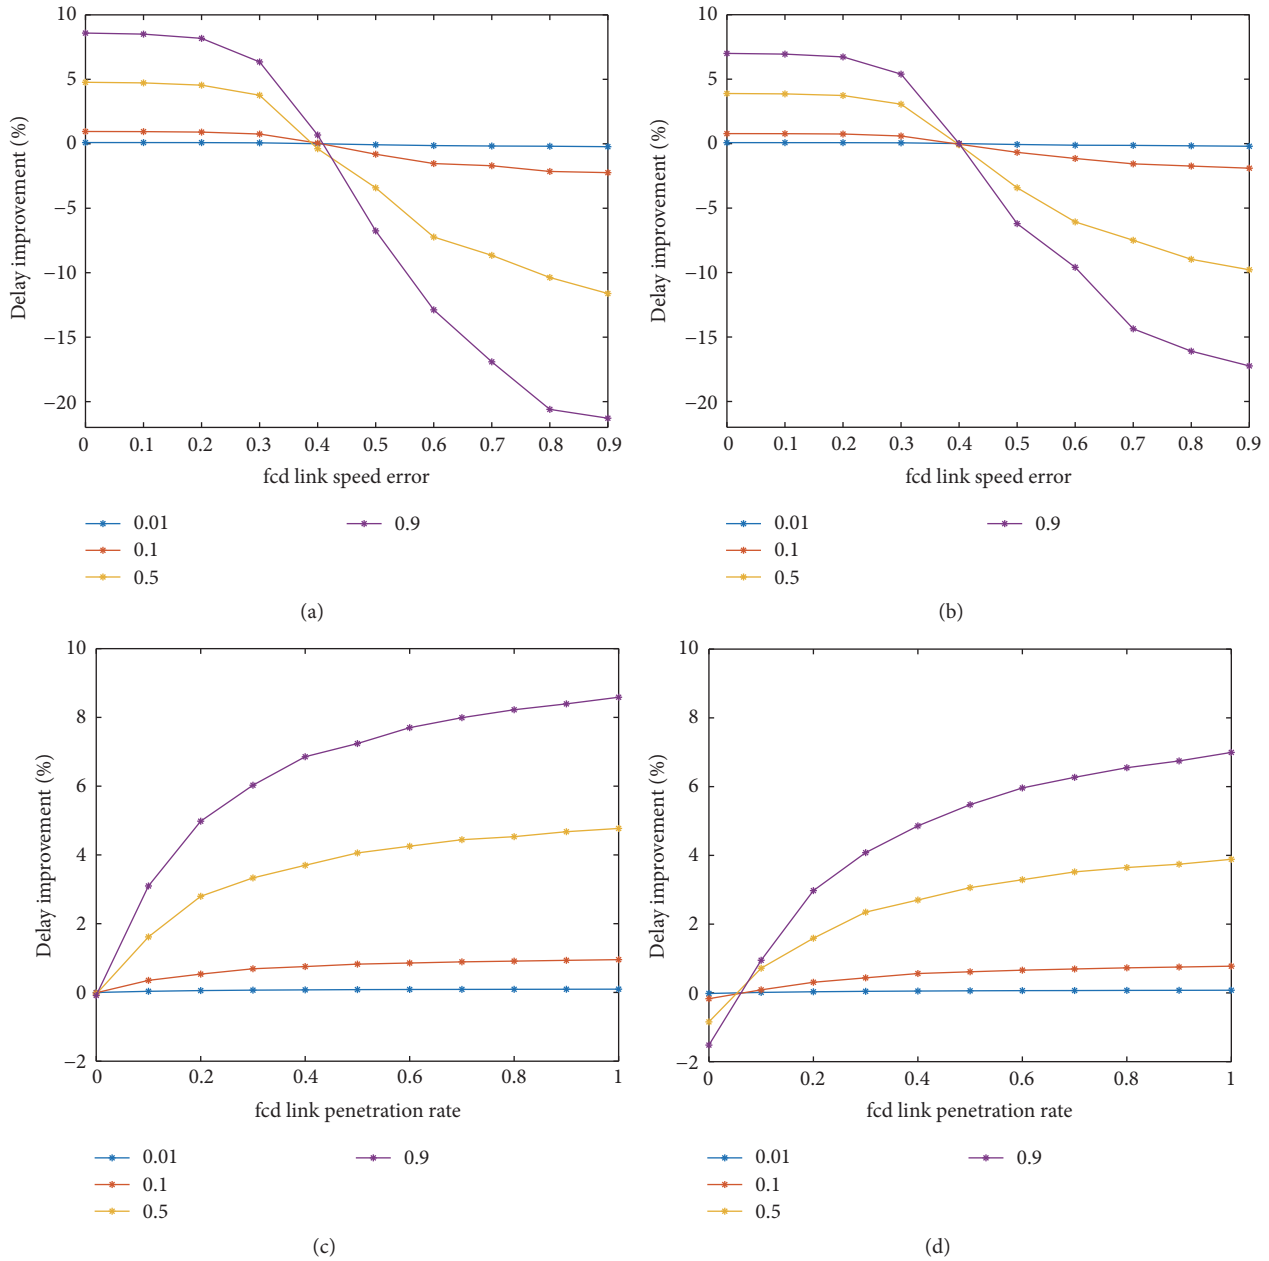 10
5
0
−5
−10
−15
−20
Delay improvement (%)
0 0.1 0.2 0.3 0.4 0.5 0.6 0.7 0.8 0.9
fcd link speed error
0.01 0.9
0.1
0.5
(a)
10
5
0
−5
−10
−15
−20
Delay improvement (%)
0 0.1 0.2 0.3 0.4 0.5 0.6 0.7 0.8 0.9
fcd link speed error
0.01 0.9
0.1
0.5
(b)
10
8
6
4
2
0
−2
Delay improvement (%)
0 0.2 0.4 0.6 0.8 1
fcd link penetration rate
0.01 0.9
0.1
0.5
(c)
10
8
6
4
2
0
−2
Delay improvement (%)
0 0.2 0.4 0.6 0.8 1
fcd link penetration rate
0.01 0.9
0.1
0.5
(d)